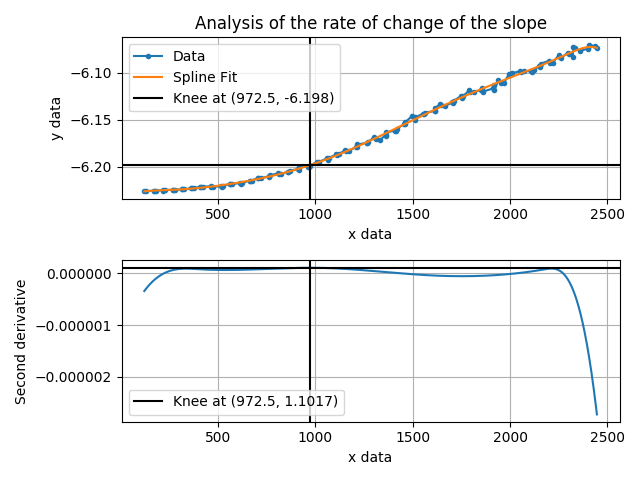 Analysis of the rate of change of the slope
Data
Spline Fit
Knee at (972.5, -6.198)
−6.10
−6.15
−6.20
y data
500 1000 1500 2000 2500
x data
0.000000
−0.000001
−0.000002
Second derivative
Knee at (972.5, 1.1017)
500 1000 1500 2000 2500
x data